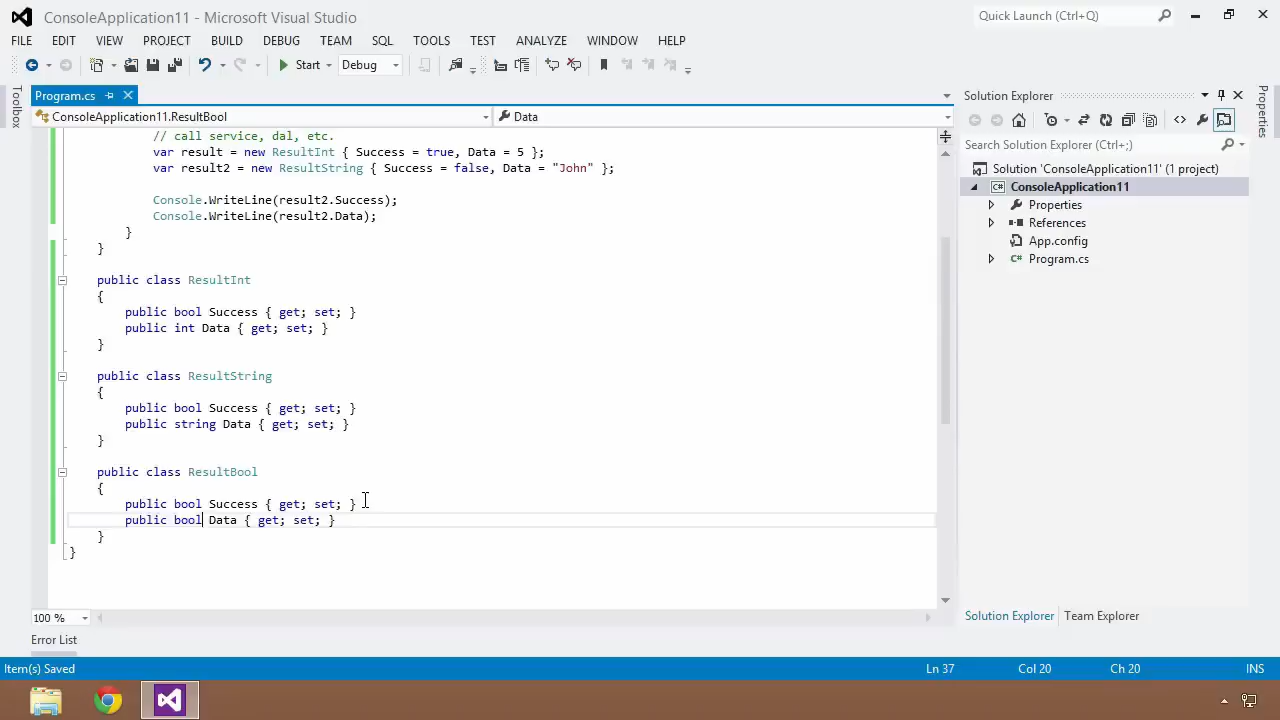 ConsoleApplication11 - Microsoft Visual Studio
Quick Launch (Ctrl+Q)
FILE EDIT VIEW PROJECT BUILD DEBUG TEAM SQL TOOLS TEST ANALYZE WINDOW HELP
Start Debug
Toolbox
Program.cs
ConsoleApplication11.ResultBool
Data
// call service, dal, etc.
var result = new ResultInt { Success = true, Data = 5 };
var result2 = new ResultString { Success = false, Data = "John" };
Console.WriteLine(result2.Success);
Console.WriteLine(result2.Data);
}
}
public class ResultInt
{
public bool Success { get; set; }
public int Data { get; set; }
}
public class ResultString
{
public bool Success { get; set; }
public string Data { get; set; }
}
public class ResultBool
{
public bool Success { get; set; }
public bool Data { get; set; }
}
}
100 %
Error List
Solution Explorer
Search Solution Explorer (Ctrl+;)
Solution 'ConsoleApplication11' (1 project)
C# ConsoleApplication11
Properties
References
App.config
C# Program.cs
Solution Explorer Team Explorer
Properties
Item(s) Saved
Ln 37 Col 20 Ch 20 INS